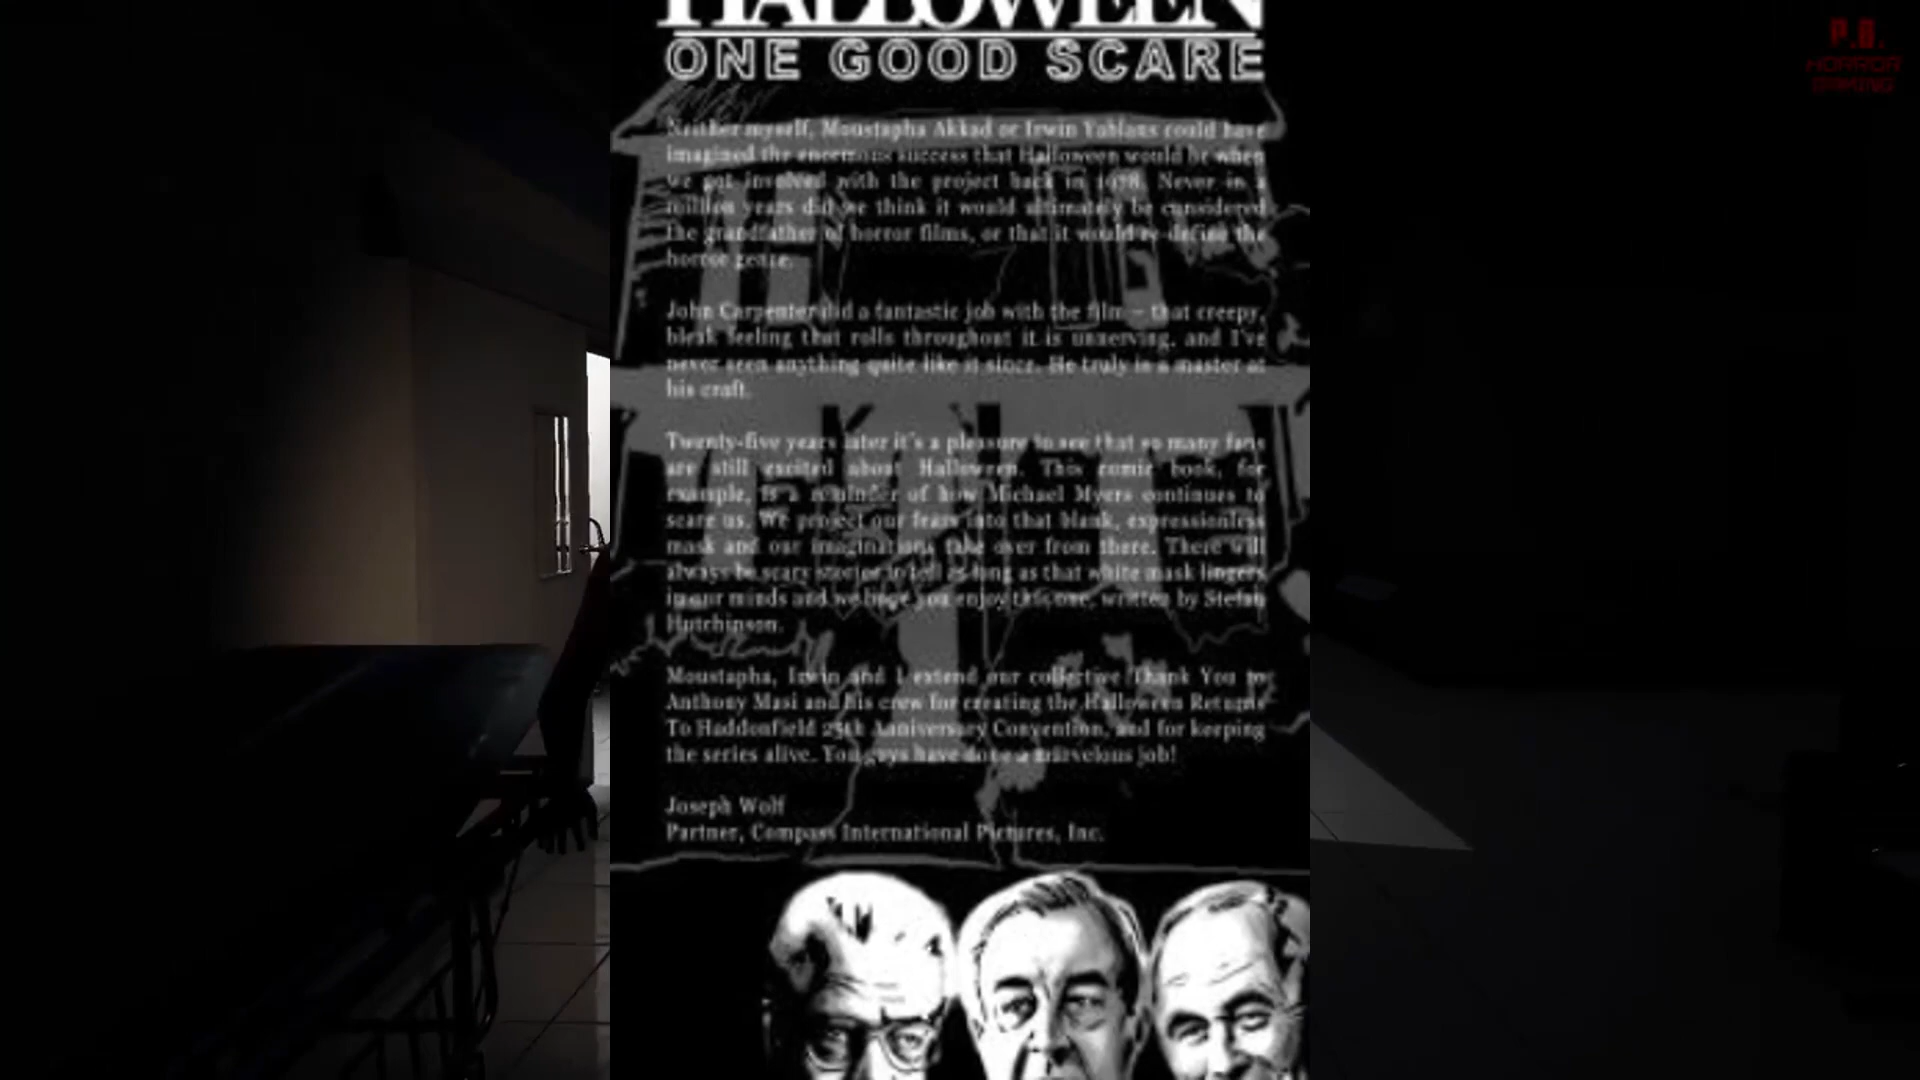 HALLOWEEN
ONE GOOD SCARE
P.B.
HORROR
GAMING
Neither myself, Moustapha Akkad or Irwin Yablans could have
imagined the enormous success that Halloween would be when
we got involved with the project back in 1978. Never in a
million years did we think it would ultimately be considered
the grandfather of horror films, or that it would re-define the
horror genre.
John Carpenter did a fantastic job with the film – that creepy,
bleak feeling that rolls throughout it is unnerving, and I've
never seen anything quite like it since. He truly is a master at
his craft.
Twenty-five years later it's a pleasure to see that so many fans
are still excited about Halloween. This comic book, for
example, is a reminder of how Michael Myers continues to
scare us. We project our fears into that blank, expressionless
mask and our imaginations take over from there. There will
always be scary stories to tell as long as that white mask lingers
in our minds and we hope you enjoy this one, written by Stefan
Hutchinson.
Moustapha, Irwin and I extend our collective Thank You to
Anthony Masi and his crew for creating the Halloween Returns
To Haddonfield 25th Anniversary Convention, and for keeping
the series alive. You guys have done a marvelous job!
Joseph Wolf
Partner, Compass International Pictures, Inc.